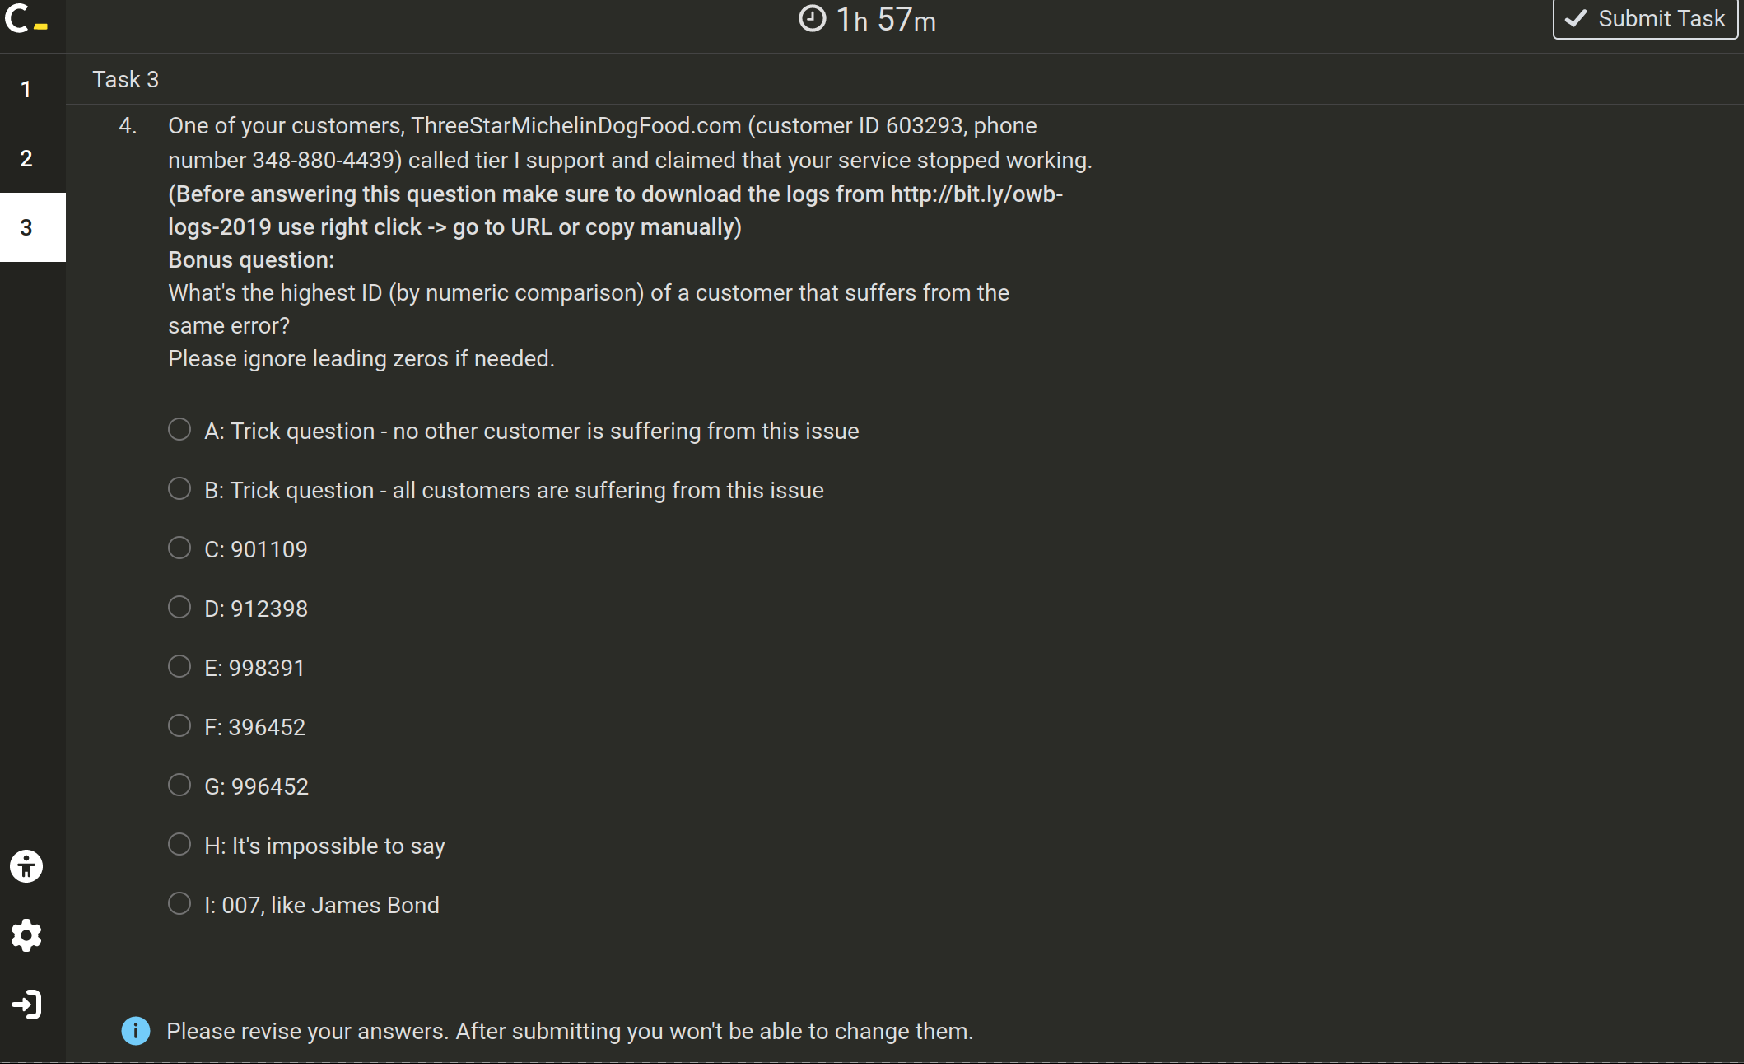 C_
1h 57m
Submit Task
1
2
3
Task 3
4. One of your customers, ThreeStarMichelinDogFood.com (customer ID 603293, phone
number 348-880-4439) called tier I support and claimed that your service stopped working.
(Before answering this question make sure to download the logs from http://bit.ly/owb-
logs-2019 use right click -> go to URL or copy manually)
Bonus question:
What's the highest ID (by numeric comparison) of a customer that suffers from the
same error?
Please ignore leading zeros if needed.
A: Trick question - no other customer is suffering from this issue
B: Trick question - all customers are suffering from this issue
C: 901109
D: 912398
E: 998391
F: 396452
G: 996452
H: It's impossible to say
I: 007, like James Bond
Please revise your answers. After submitting you won't be able to change them.